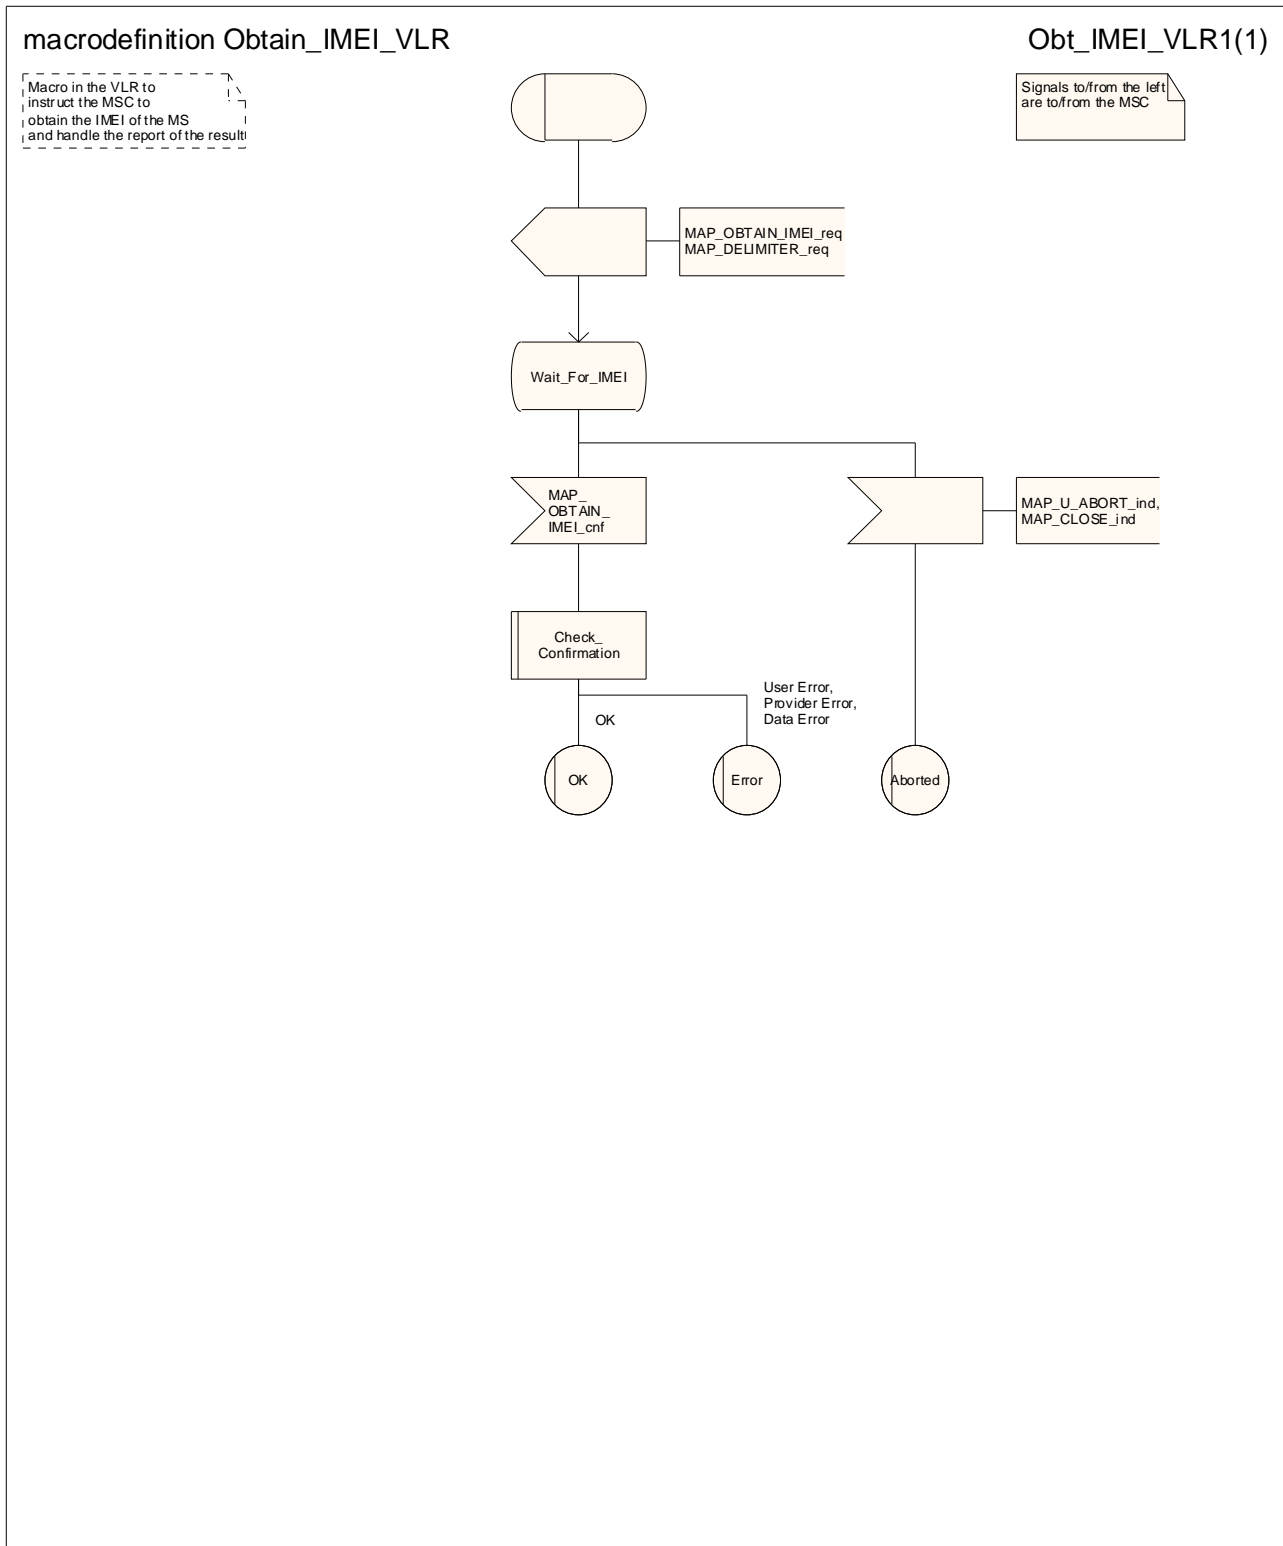 macrodefinition Obtain_IMEI_VLR
Obt_IMEI_VLR1(1)
Macro in the VLR to
instruct the MSC to
obtain the IMEI of the MS
and handle the report of the result
Signals to/from the left
are to/from the MSC
MAP_OBTAIN_IMEI_req
MAP_DELIMITER_req
Wait_For_IMEI
MAP_
OBTAIN_
IMEI_cnf
MAP_U_ABORT_ind,
MAP_CLOSE_ind
Check_
Confirmation
User Error,
Provider Error,
Data Error
OK
OK
Error
Aborted